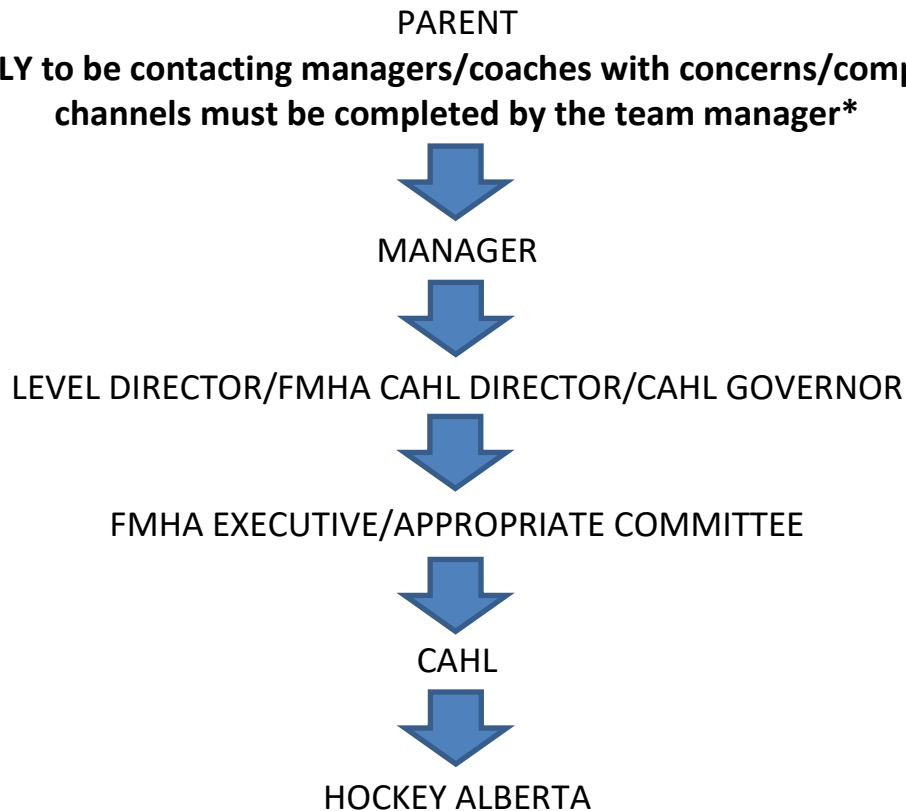 PARENT
to be contacting managers/coaches with concerns/
channels must be completed by the team manager*
MANAGER
LEVEL DIRECTOR/FMHA CAHL DIRECTOR/CAHL GOVERNOR
FMHA EXECUTIVE/APPROPRIATE COMMITTEE
CAHL
HOCKEY ALBERTA